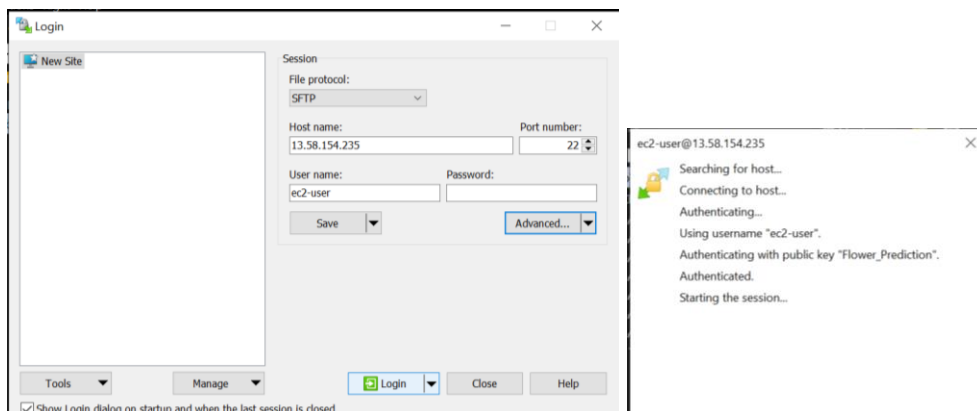 Login
New Site
Session
File protocol:
SFTP
Host name:
Port number:
13.58.154.235
22
User name:
Password:
ec2-user
Save
Advanced...
Tools
Manage
Login
Close
Help
Show Login dialog on startup and when the last session is closed
ec2-user@13.58.154.235
Searching for host...
Connecting to host...
Authenticating...
Using username "ec2-user".
Authenticating with public key "Flower_Prediction".
Authenticated.
Starting the session...